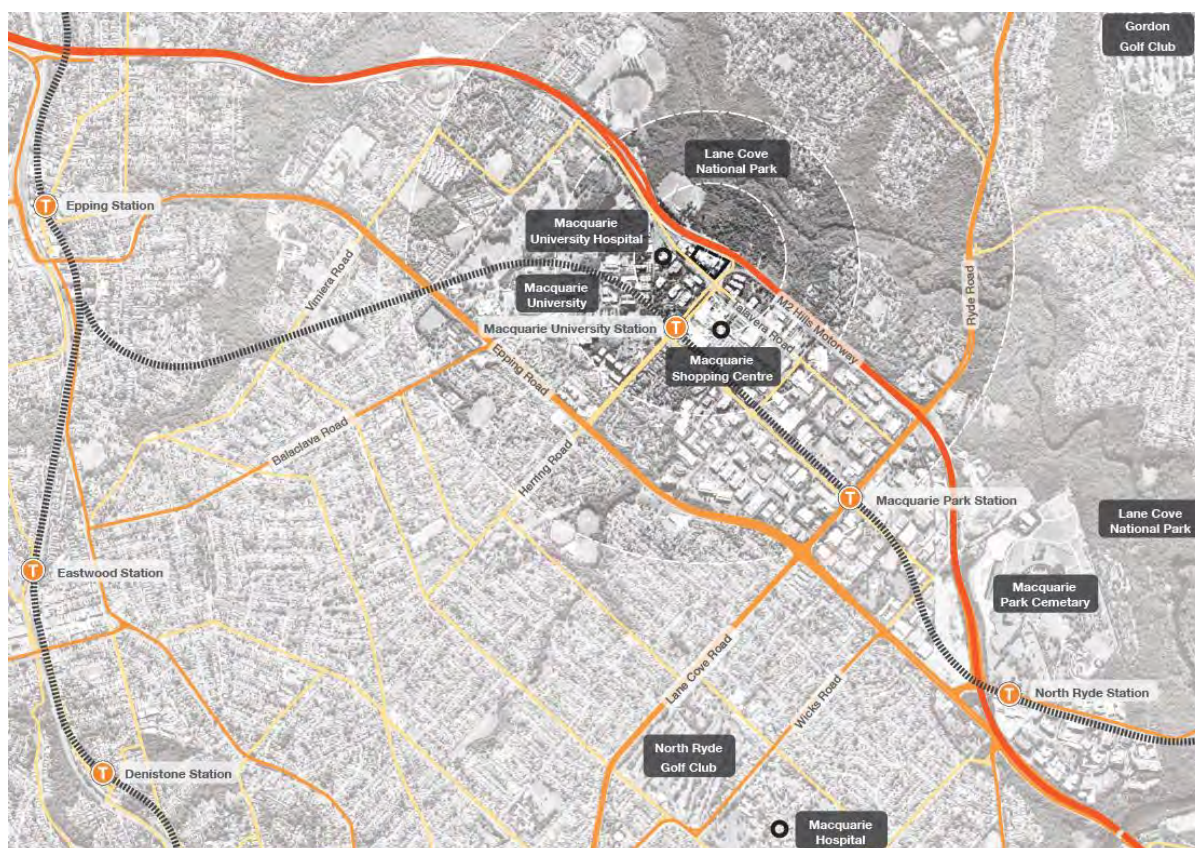 Gordon
Golf Club
Lane Cove
National Park
Epping Station
Macquarie
University Hospital
Vimiera Road
Macquarie
University
M2 Hills Motorway
Ryde Road
Macquarie University Station
Talavera Road
Epping Road
Macquarie
Shopping Centre
Balaclava Road
Herring Road
Macquarie Park Station
Lane Cove
National Park
Eastwood Station
Macquarie
Park Cemetary
Lane Cove Road
Wicks Road
North Ryde Station
North Ryde
Golf Club
Denistone Station
Macquarie
Hospital
T
T
T
T
T
T